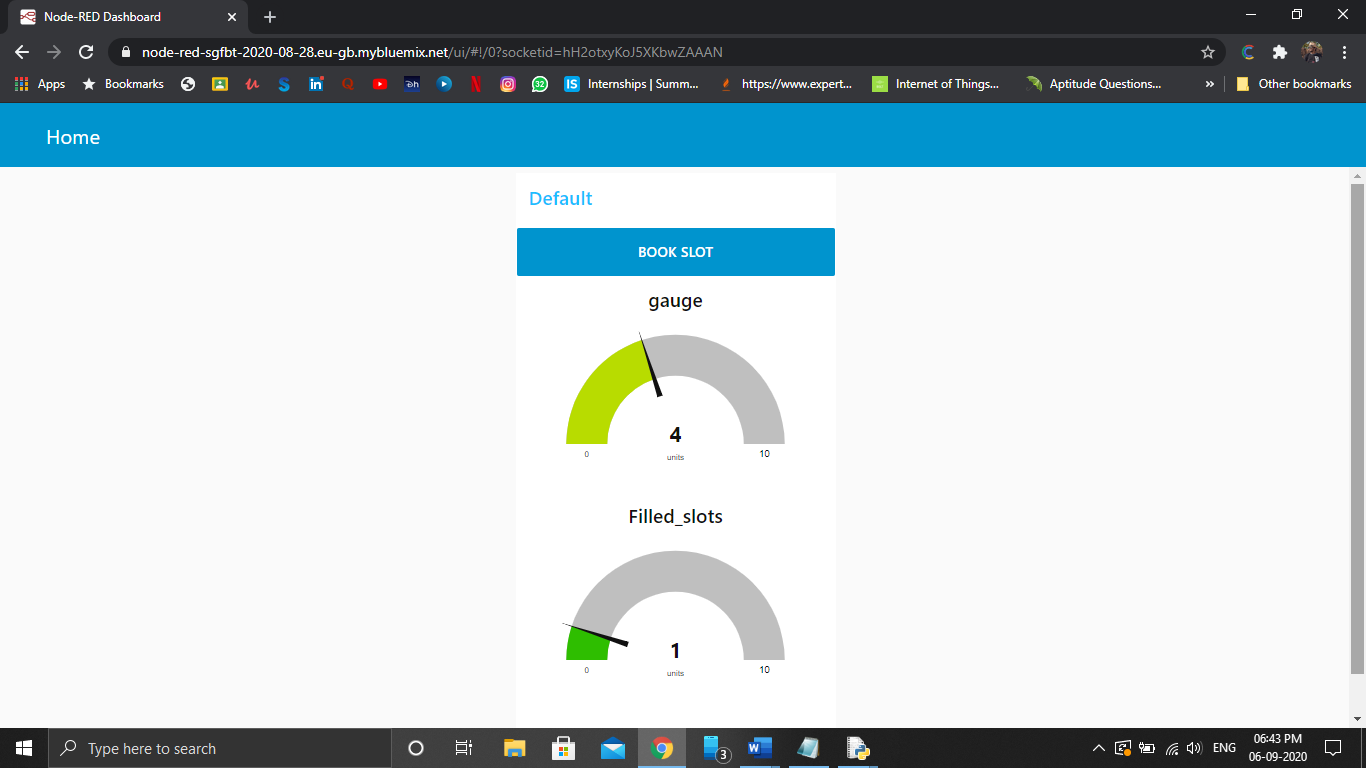 Node-RED Dashboard
node-red-sgfbt-2020-08-28.eu-gb.mybluemix.net/ui/#!/0?socketid=hH2otxyKoJ5XKbwZAAAN
Apps Bookmarks 32 Internships | Summ... https://www.expert... Internet of Things... Aptitude Questions... » Other bookmarks
Home
Default
BOOK SLOT
gauge
4
units
0 10
Filled_slots
1
units
0 10
Type here to search
3
ENG
06:43 PM
06-09-2020